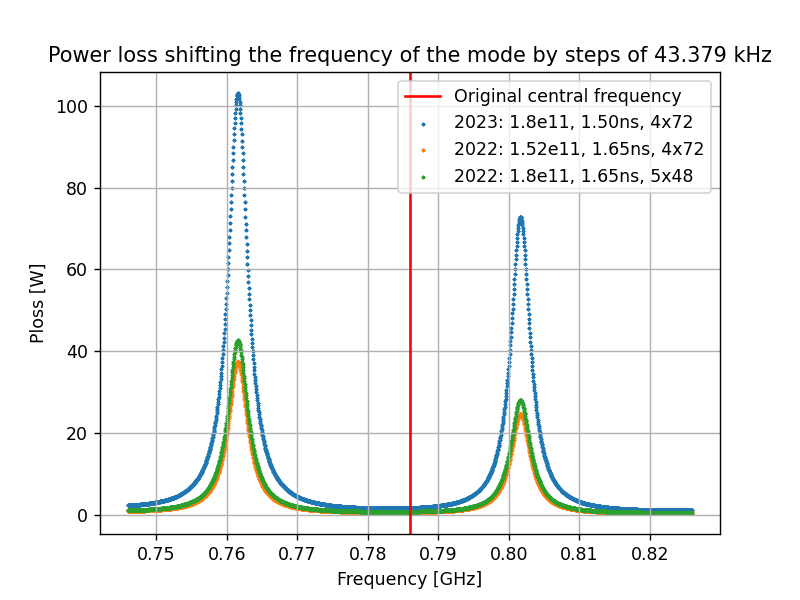 Power loss shifting the frequency of the mode by steps of 43.379 kHz
Original central frequency
2023: 1.8e11, 1.50ns, 4x72
2022: 1.52e11, 1.65ns, 4x72
2022: 1.8e11, 1.65ns, 5x48
Ploss [W]
100
80
60
40
20
0
0.75 0.76 0.77 0.78 0.79 0.80 0.81 0.82
Frequency [GHz]